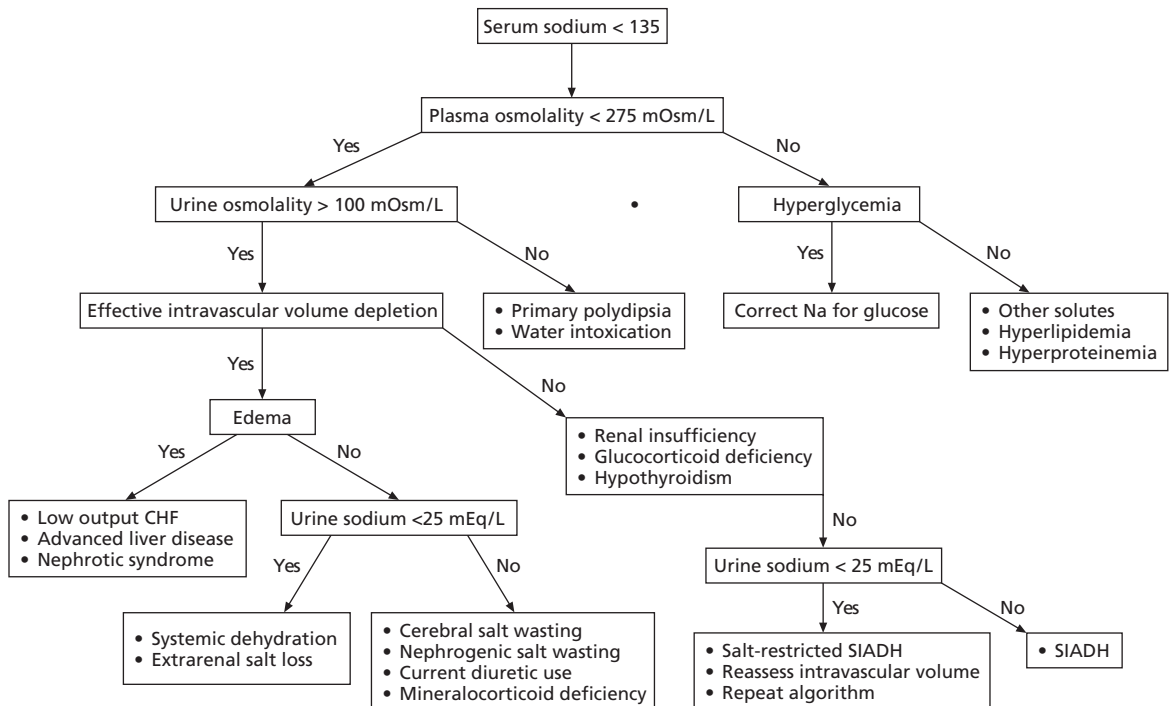 Serum sodium < 135
Plasma osmolality < 275 mOsm/L
Yes
No
Urine osmolality > 100 mOsm/L
•
Hyperglycemia
Yes
No
Yes
No
Effective intravascular volume depletion
• Primary polydipsia
• Water intoxication
Correct Na for glucose
• Other solutes
• Hyperlipidemia
• Hyperproteinemia
Yes
No
Edema
• Renal insufficiency
• Glucocorticoid deficiency
• Hypothyroidism
Yes
No
• Low output CHF
• Advanced liver disease
• Nephrotic syndrome
Urine sodium <25 mEq/L
No
Urine sodium < 25 mEq/L
Yes
No
Yes
No
• Systemic dehydration
• Extrarenal salt loss
• Cerebral salt wasting
• Nephrogenic salt wasting
• Current diuretic use
• Mineralocorticoid deficiency
• Salt-restricted SIADH
• Reassess intravascular volume
• Repeat algorithm
• SIADH